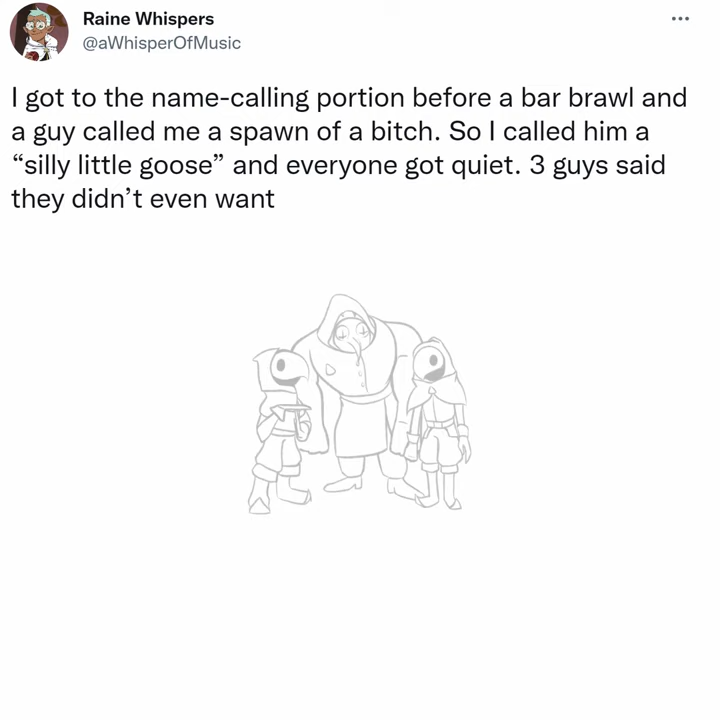 Raine Whispers
@aWhisperOfMusic
I got to the name-calling portion before a bar brawl and
a guy called me a spawn of a bitch. So I called him a
“silly little goose” and everyone got quiet. 3 guys said
they didn’t even want